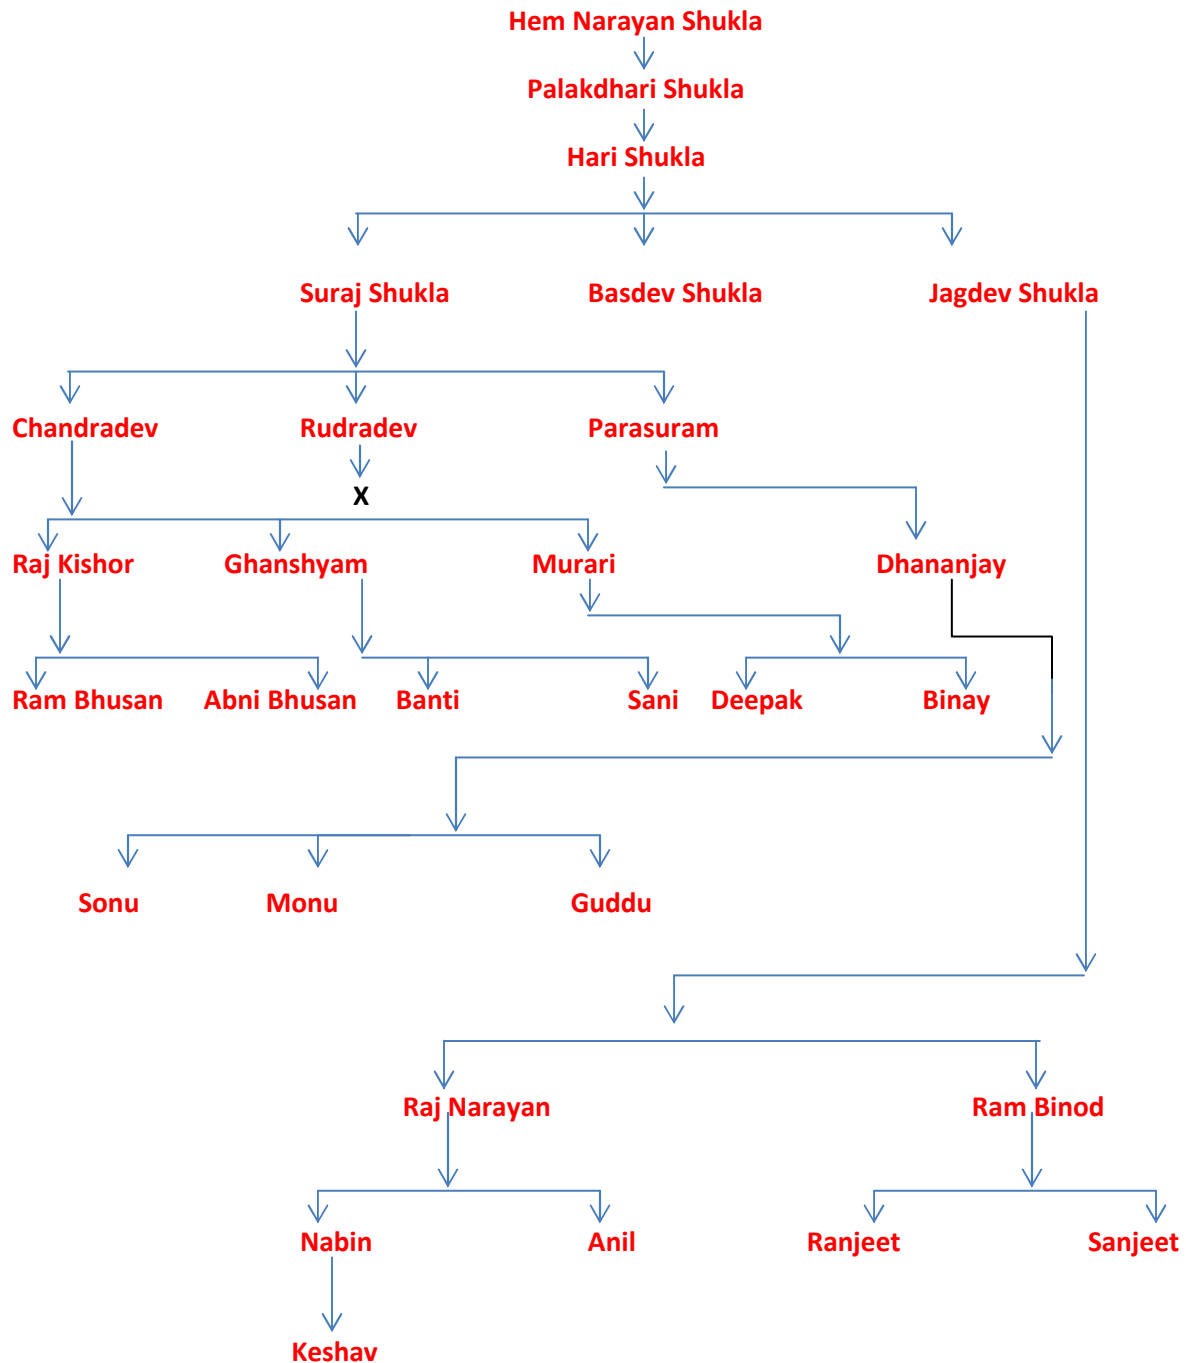 Hem Narayan Shukla
Palakdhari Shukla
Hari Shukla
Suraj Shukla Basdev Shukla Jagdev Shukla
Chandradev Rudradev Parasuram
X
Raj Kishor Ghanshyam Murari Dhananjay
Ram Bhusan Abni Bhusan Banti Sani Deepak Binay
Sonu Monu Guddu
Raj Narayan Ram Binod
Nabin Anil Ranjeet Sanjeet
Keshav